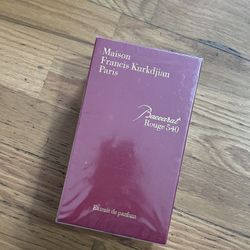 Maison
Francis Kurkdjian
Paris
Baccarat
Rouge 540
Extrait de parfum